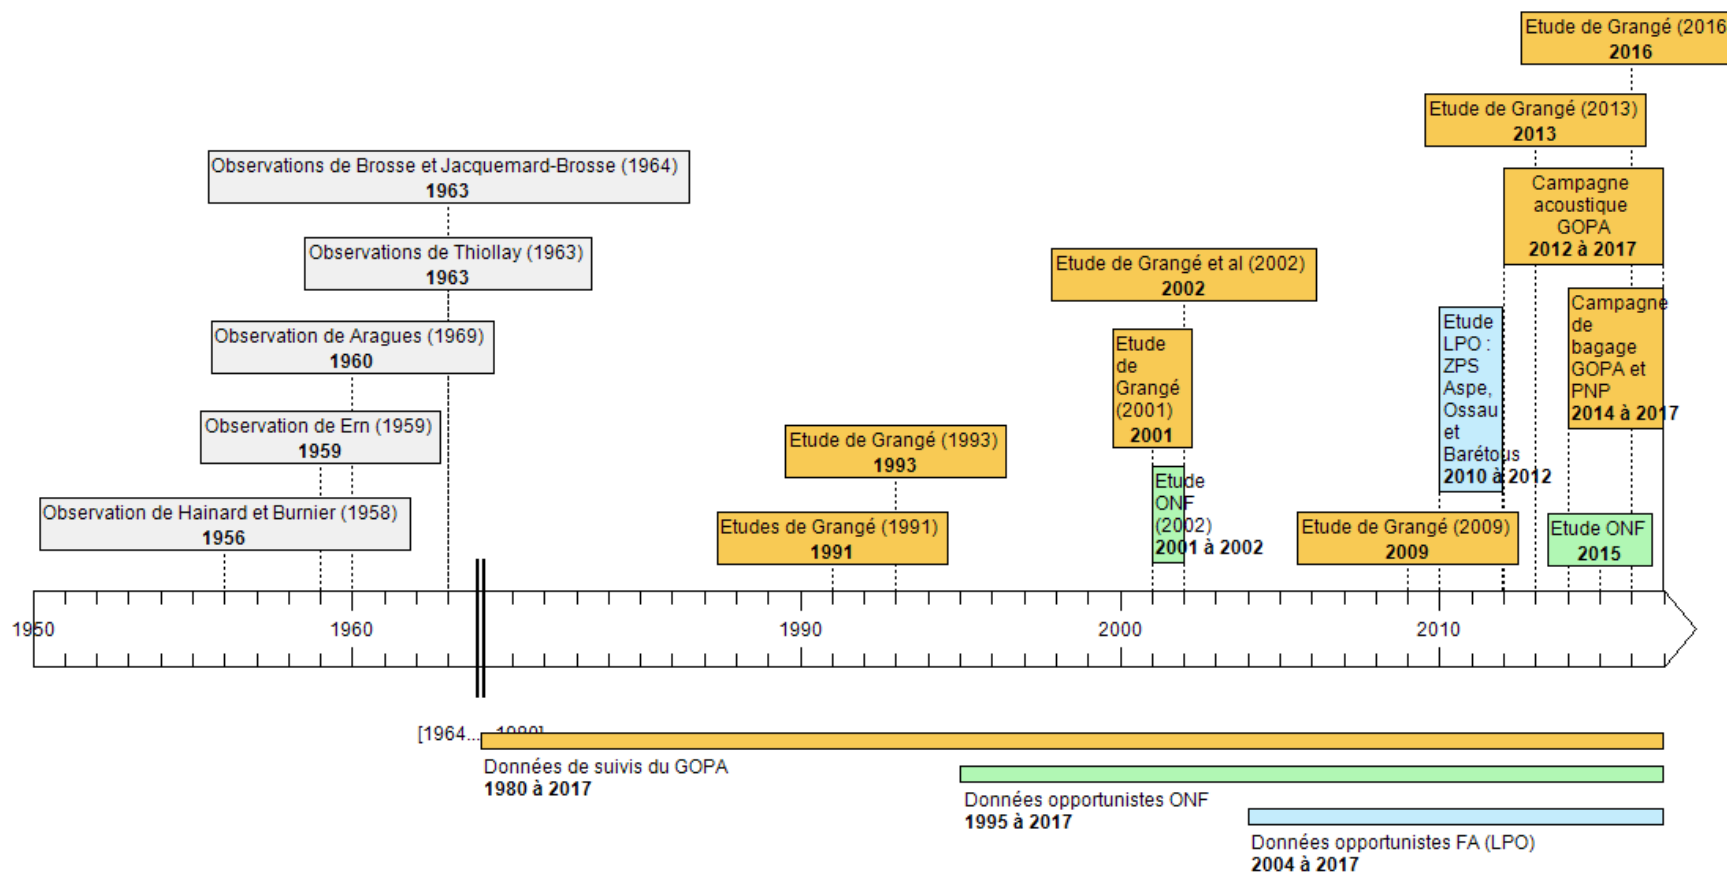 Etude de Grangé (2016
2016
Etude de Grangé (2013)
2013
Observations de Brosse et Jacquemard-Brosse (1964)
1963
Campagne
acoustique
GOPA
2012 à 2017
Observations de Thiollay (1963)
1963
Etude de Grangé et al (2002)
2002
Campagne
de
bagage
GOPA et
PNP
2014 à 2017
Observation de Aragues (1969)
1960
Etude
de
Grangé
(2001)
2001
Etude
LPO :
ZPS
Aspe,
Ossau
et
Barétous
2010 à 2012
Observation de Ern (1959)
1959
Etude de Grangé (1993)
1993
Etude
ONF
(2002)
2001 à 2002
Observation de Hainard et Burnier (1958)
1956
Etudes de Grangé (1991)
1991
Etude de Grangé (2009)
2009
Etude ONF
2015
1950 1960 1990 2000 2010
[1964... 1980]
Données de suivis du GOPA
1980 à 2017
Données opportunistes ONF
1995 à 2017
Données opportunistes FA (LPO)
2004 à 2017